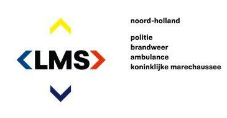 LMS
noord-holland
politie
brandweer
ambulance
koninklijke marechaussee